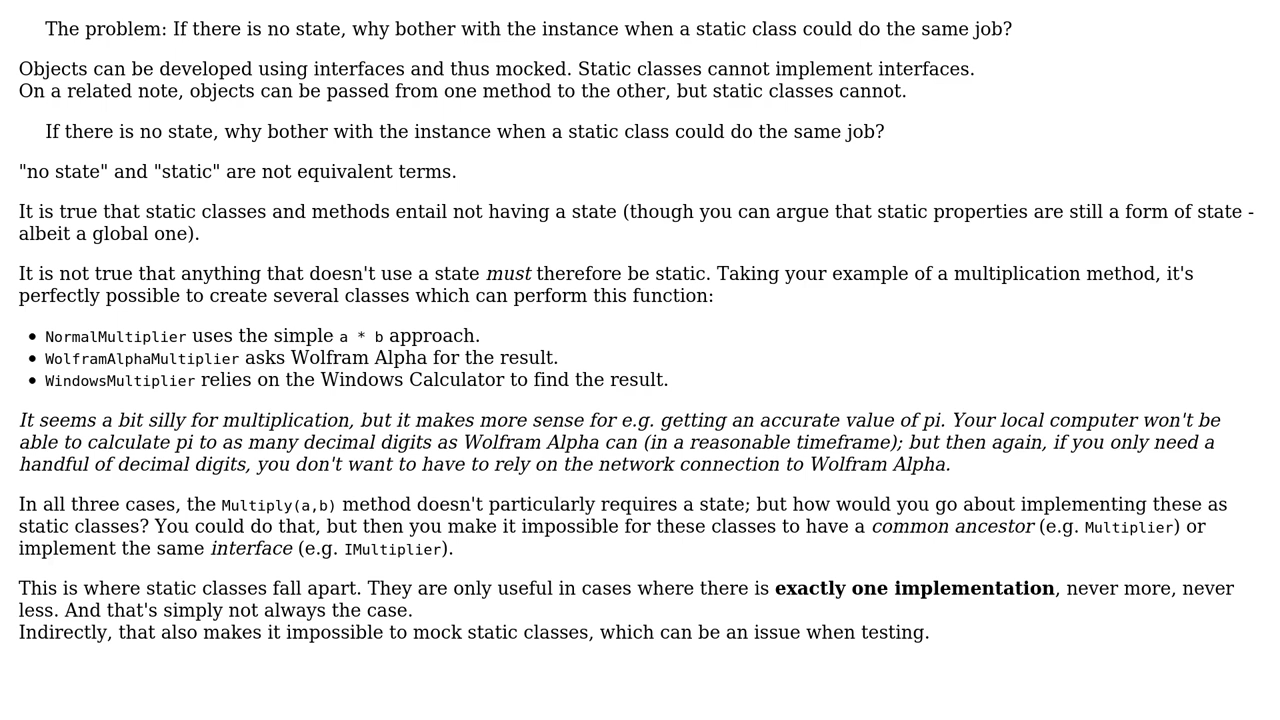 The problem: If there is no state, why bother with the instance when a static class could do the same job?
Objects can be developed using interfaces and thus mocked. Static classes cannot implement interfaces.
On a related note, objects can be passed from one method to the other, but static classes cannot.
If there is no state, why bother with the instance when a static class could do the same job?
"no state" and "static" are not equivalent terms.
It is true that static classes and methods entail not having a state (though you can argue that static properties are still a form of state -
albeit a global one).
It is not true that anything that doesn't use a state must therefore be static. Taking your example of a multiplication method, it's
perfectly possible to create several classes which can perform this function:
• NormalMultiplier uses the simple a * b approach.
• WolframAlphaMultiplier asks Wolfram Alpha for the result.
• WindowsMultiplier relies on the Windows Calculator to find the result.
It seems a bit silly for multiplication, but it makes more sense for e.g. getting an accurate value of pi. Your local computer won't be
able to calculate pi to as many decimal digits as Wolfram Alpha can (in a reasonable timeframe); but then again, if you only need a
handful of decimal digits, you don't want to have to rely on the network connection to Wolfram Alpha.
In all three cases, the Multiply(a,b) method doesn't particularly requires a state; but how would you go about implementing these as
static classes? You could do that, but then you make it impossible for these classes to have a common ancestor (e.g. Multiplier) or
implement the same interface (e.g. IMultiplier).
This is where static classes fall apart. They are only useful in cases where there is exactly one implementation, never more, never
less. And that's simply not always the case.
Indirectly, that also makes it impossible to mock static classes, which can be an issue when testing.